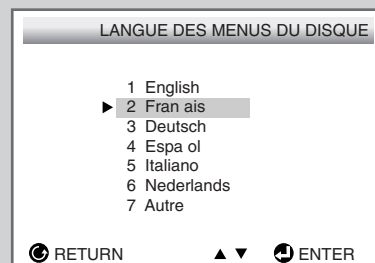 LANGUE DES MENUS DU DISQUE
1 English
2 Fran ais
3 Deutsch
4 Espa ol
5 Italiano
6 Nederlands
7 Autre
RETURN ▲ ▼ ENTER